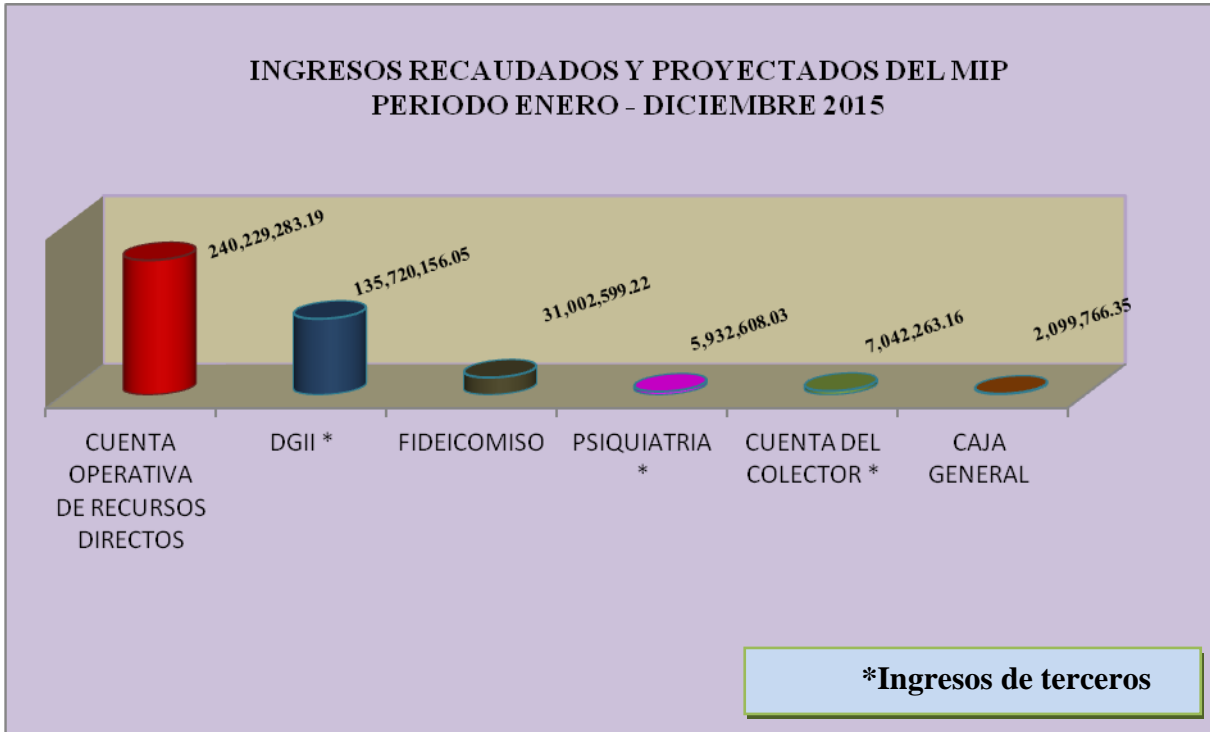 INGRESOS RECAUDADOS Y PROYECTADOS DEL MIP
PERIODO ENERO - DICIEMBRE 2015
240,229,283.19
135,720,156.05
31,002,599.22
5,932,608.03
7,042,263.16
2,099,766.35
CUENTA
OPERATIVA
DE RECURSOS
DIRECTOS
DGII *
FIDEICOMISO
PSIQUIATRIA
*
CUENTA DEL
COLECTOR *
CAJA
GENERAL
*Ingresos de terceros